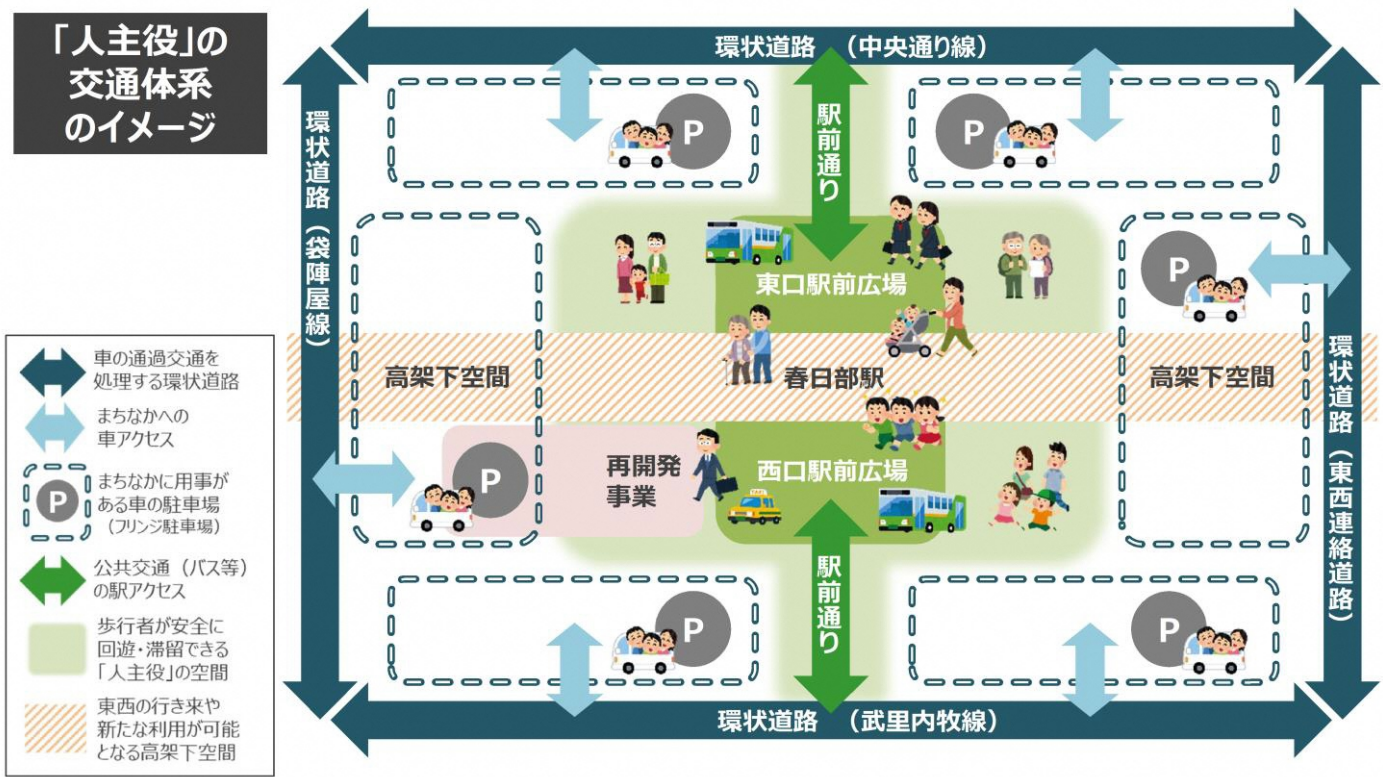 「人主役」の
交通体系
のイメージ
環状道路　（中央通り線）
環状道路（袋陣屋線）
P
P
駅前通り
P
東口駅前広場
高架下空間
春日部駅
高架下空間
環状道路（東西連絡道路）
再開発
事業
P
西口駅前広場
TAXI
駅前通り
P
P
環状道路　（武里内牧線）
車の通過交通を
処理する環状道路
まちなかへの
車アクセス
P
まちなかに用事が
ある車の駐車場
（フリンジ駐車場）
公共交通（バス等）
の駅アクセス
歩行者が安全に
回遊・滞留できる
「人主役」の空間
東西の行き来や
新たな利用が可能
となる高架下空間